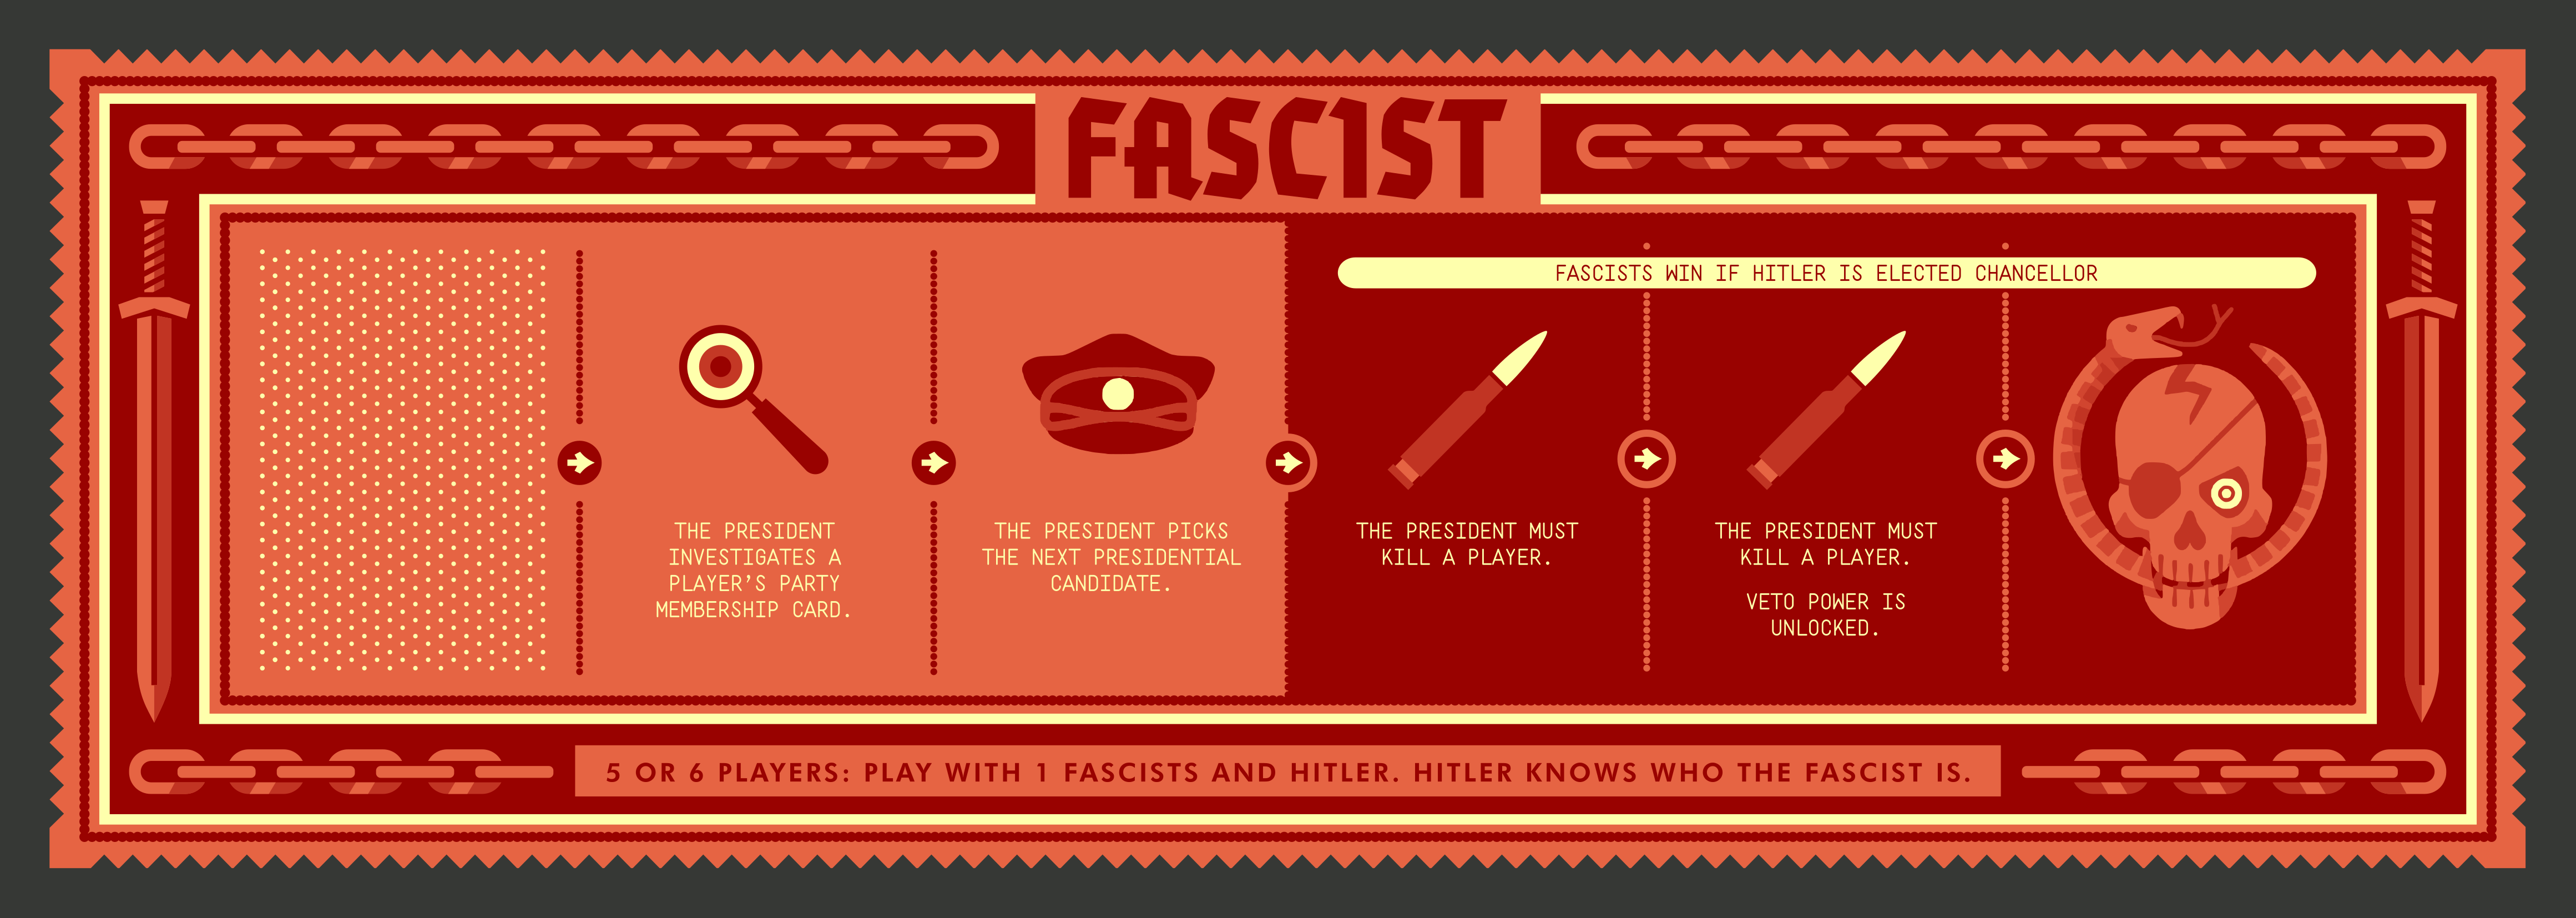 FASCIST
FASCISTS WIN IF HITLER IS ELECTED CHANCELLOR
THE PRESIDENT
INVESTIGATES A
PLAYER'S PARTY
MEMBERSHIP CARD.
THE PRESIDENT PICKS
THE NEXT PRESIDENTIAL
CANDIDATE.
THE PRESIDENT MUST
KILL A PLAYER.
THE PRESIDENT MUST
KILL A PLAYER.
VETO POWER IS
UNLOCKED.
5 OR 6 PLAYERS: PLAY WITH 1 FASCISTS AND HITLER. HITLER KNOWS WHO THE FASCIST IS.